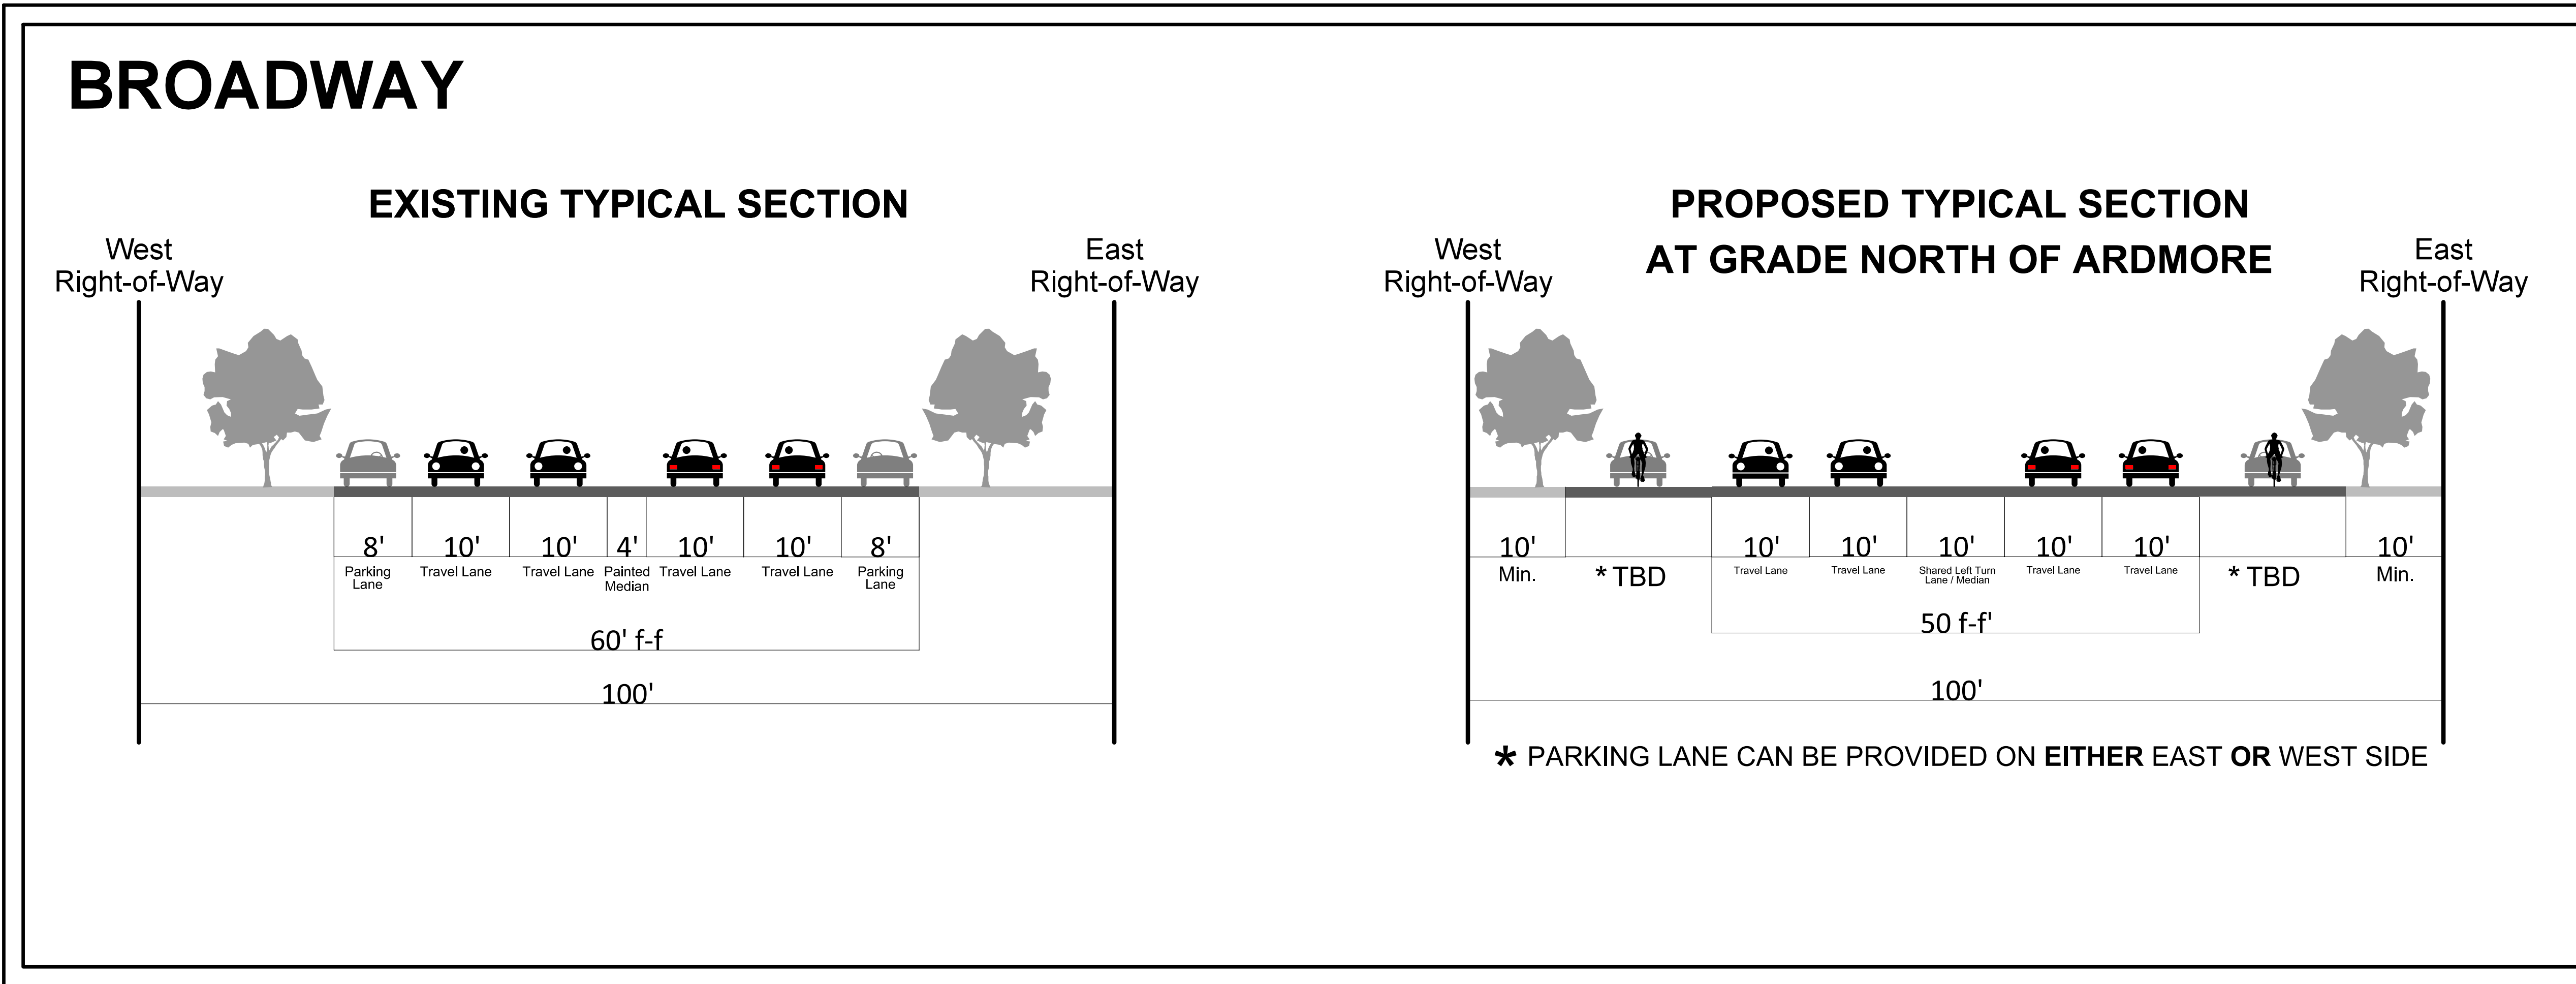 BROADWAY
EXISTING TYPICAL SECTION
West
Right-of-Way
East
Right-of-Way
8' 10' 10' 4' 10' 10' 8'
Parking
Lane
Travel Lane
Travel Lane
Painted
Median
Travel Lane
Travel Lane
Parking
Lane
60' f-f
100'
PROPOSED TYPICAL SECTION
AT GRADE NORTH OF ARDMORE
West
Right-of-Way
East
Right-of-Way
10'
Min.
* TBD
10' 10' 10' 10' 10'
Travel Lane
Travel Lane
Shared Left Turn
Lane / Median
Travel Lane
Travel Lane
* TBD
10'
Min.
50 f-f'
100'
* PARKING LANE CAN BE PROVIDED ON EITHER EAST OR WEST SIDE